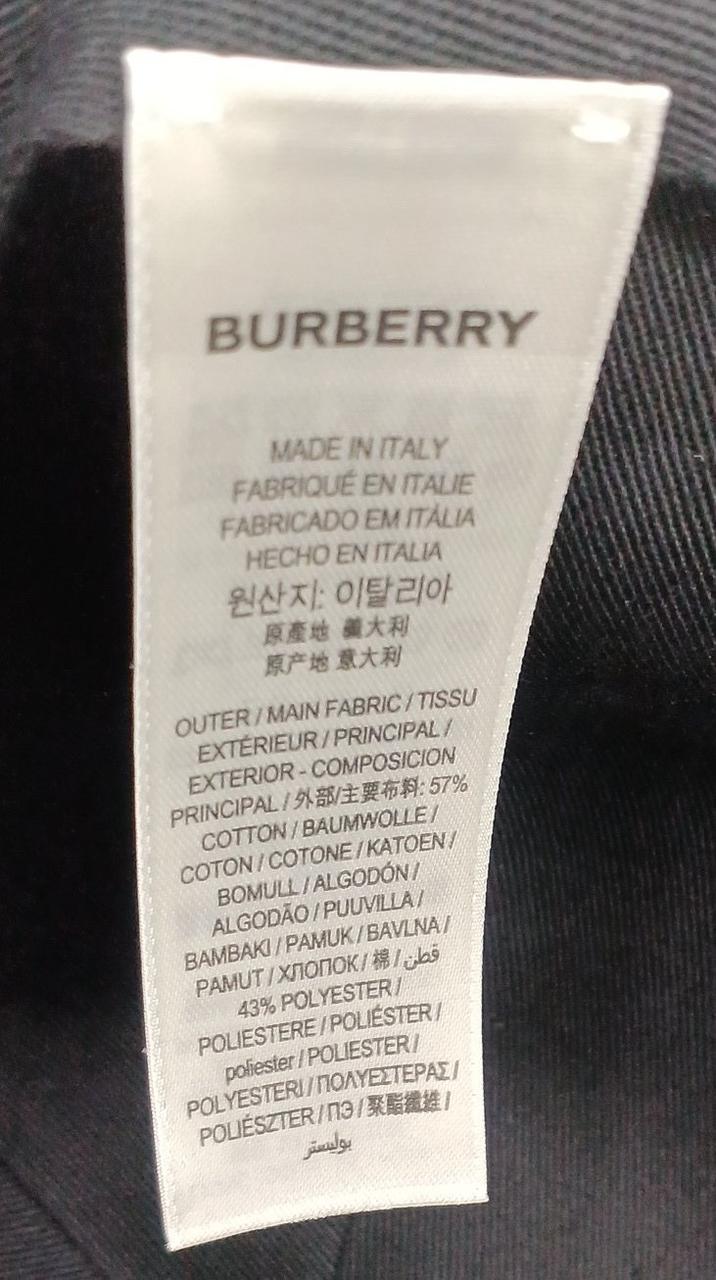 BURBERRY
MADE IN ITALY
FABRIQUÉ EN ITALIE
FABRICADO EM ITÁLIA
HECHO EN ITALIA
원산지: 이탈리아
原產地 義大利
原产地 意大利
OUTER / MAIN FABRIC / TISSU
EXTÉRIEUR / PRINCIPAL /
EXTERIOR - COMPOSICION
PRINCIPAL / 外部/主要布料: 57%
COTTON / BAUMWOLLE /
COTON / COTONE / KATOEN /
BOMULL / ALGODÓN /
ALGODÃO / PUUVILLA /
BAMBAKI / PAMUK / BAVLNA /
PAMUT / ХЛОПОК / 棉 / قطن
43% POLYESTER /
POLIESTERE / POLIÉSTER /
poliester / POLIESTER /
POLYESTERI / ΠΟΛΥΕΣΤΕΡΑΣ /
POLIÉSZTER / ПЭ / 聚酯纖維 /
بوليستر